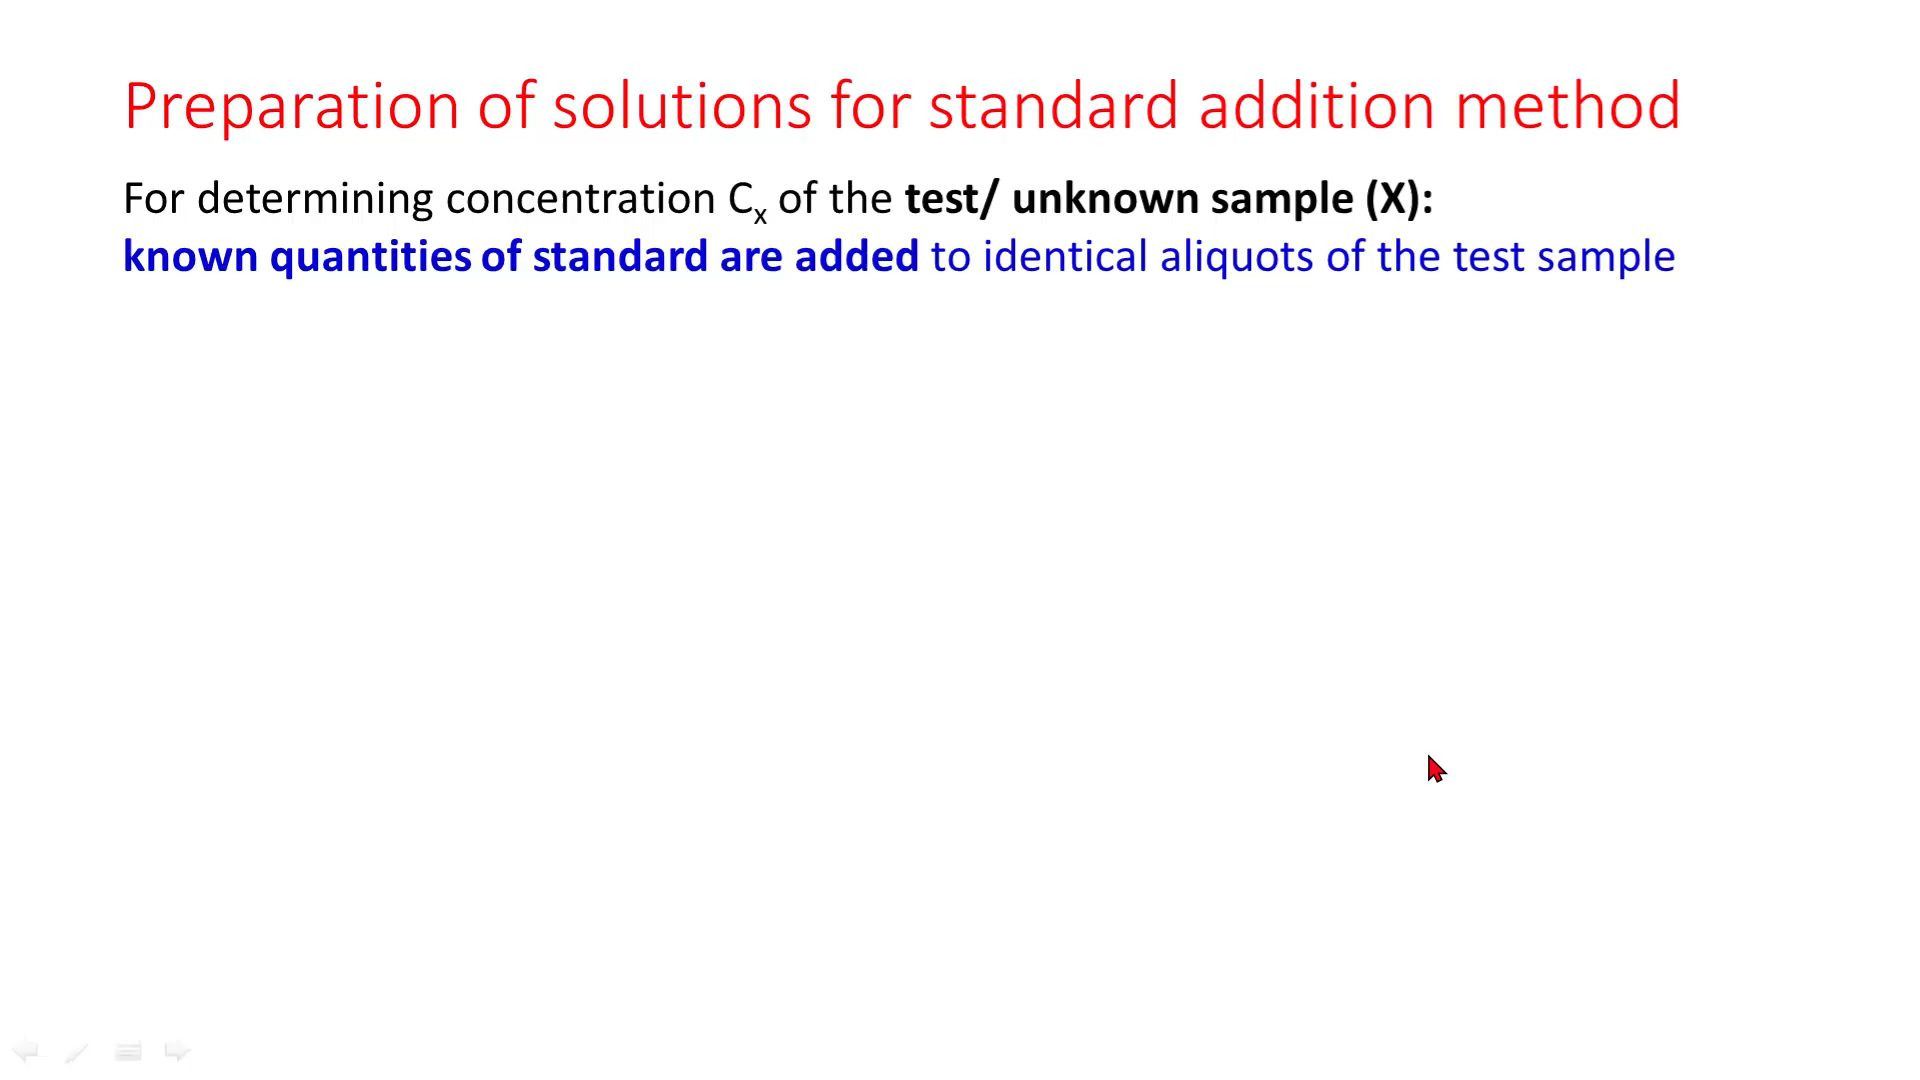 Preparation of solutions for standard addition method
For determining concentration Cx of the test/ unknown sample (X):
known quantities of standard are added to identical aliquots of the test sample